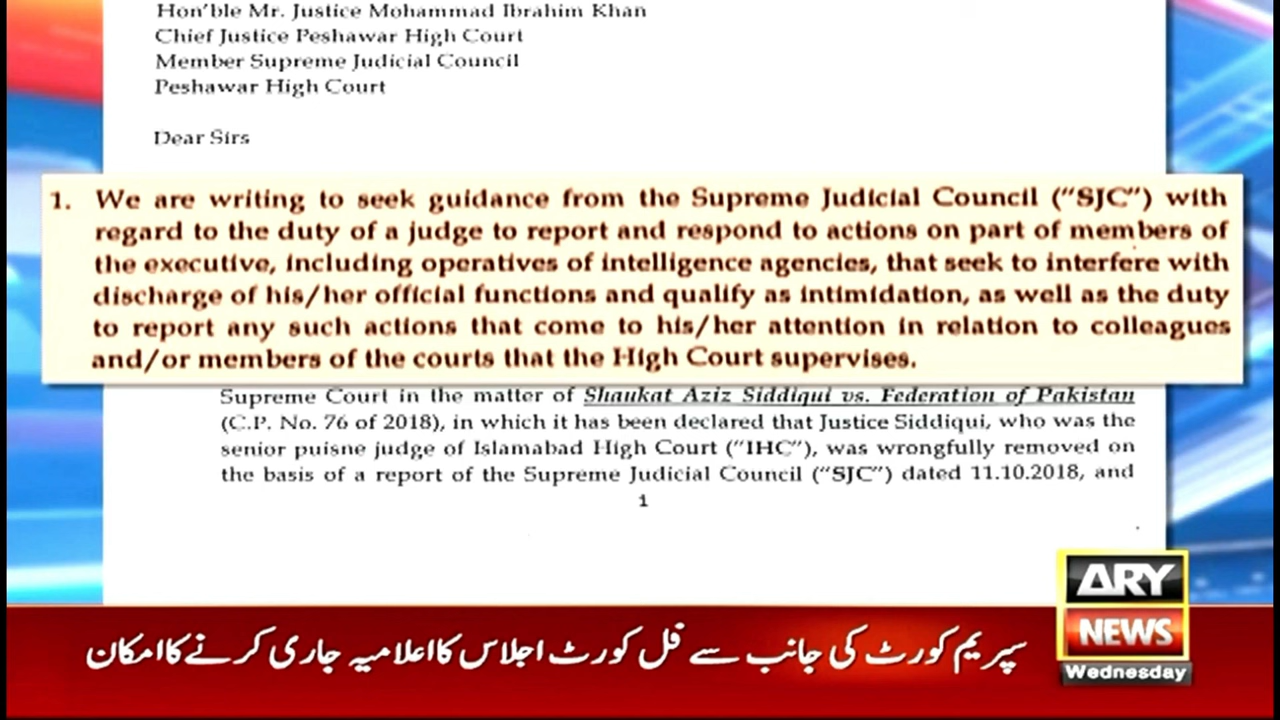 Hon'ble Mr. Justice Mohammad Ibrahim Khan
Chief Justice Peshawar High Court
Member Supreme Judicial Council
Peshawar High Court
Dear Sirs
1. We are writing to seek guidance from the Supreme Judicial Council ("SJC") with
regard to the duty of a judge to report and respond to actions on part of members of
the executive, including operatives of intelligence agencies, that seek to interfere with
discharge of his/her official functions and qualify as intimidation, as well as the duty
to report any such actions that come to his/her attention in relation to colleagues
and/or members of the courts that the High Court supervises.
Supreme Court in the matter of Shaukat Aziz Siddiqui vs. Federation of Pakistan
(C.P. No. 76 of 2018), in which it has been declared that Justice Siddiqui, who was the
senior puisne judge of Islamabad High Court ("IHC"), was wrongfully removed on
the basis of a report of the Supreme Judicial Council ("SJC") dated 11.10.2018, and
1
ARY
NEWS
Wednesday
سپریم کورٹ کی جانب سے فل کورٹ اجلاس کا اعلامیہ جاری کرنے کا امکان